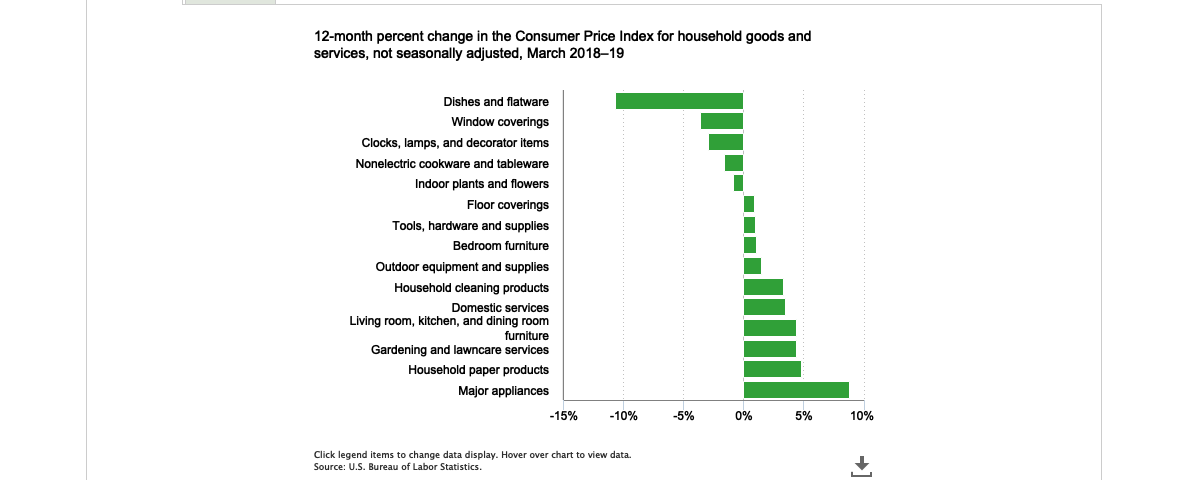 12-month percent change in the Consumer Price Index for household goods and
services, not seasonally adjusted, March 2018–19
Dishes and flatware
Window coverings
Clocks, lamps, and decorator items
Nonelectric cookware and tableware
Indoor plants and flowers
Floor coverings
Tools, hardware and supplies
Bedroom furniture
Outdoor equipment and supplies
Household cleaning products
Domestic services
Living room, kitchen, and dining room
furniture
Gardening and lawncare services
Household paper products
Major appliances
-15% -10% -5% 0% 5% 10%
Click legend items to change data display. Hover over chart to view data.
Source: U.S. Bureau of Labor Statistics.